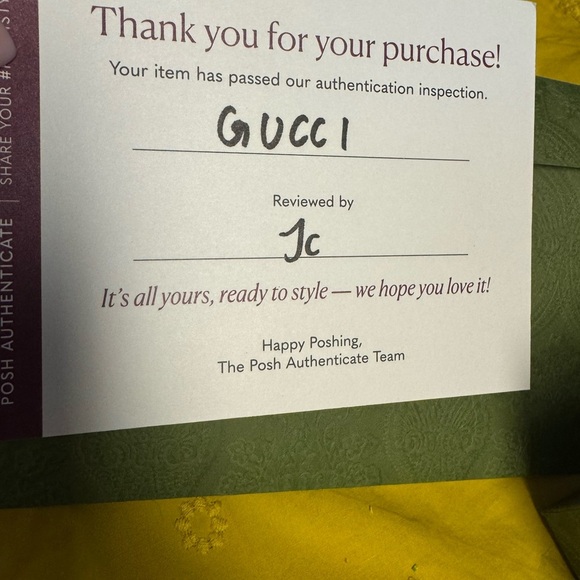 Thank you for your purchase!
Your item has passed our authentication inspection.
GUCCI
Reviewed by
Jc
It's all yours, ready to style — we hope you love it!
Happy Poshing,
The Posh Authenticate Team
POSH AUTHENTICATE | SHARE YOUR